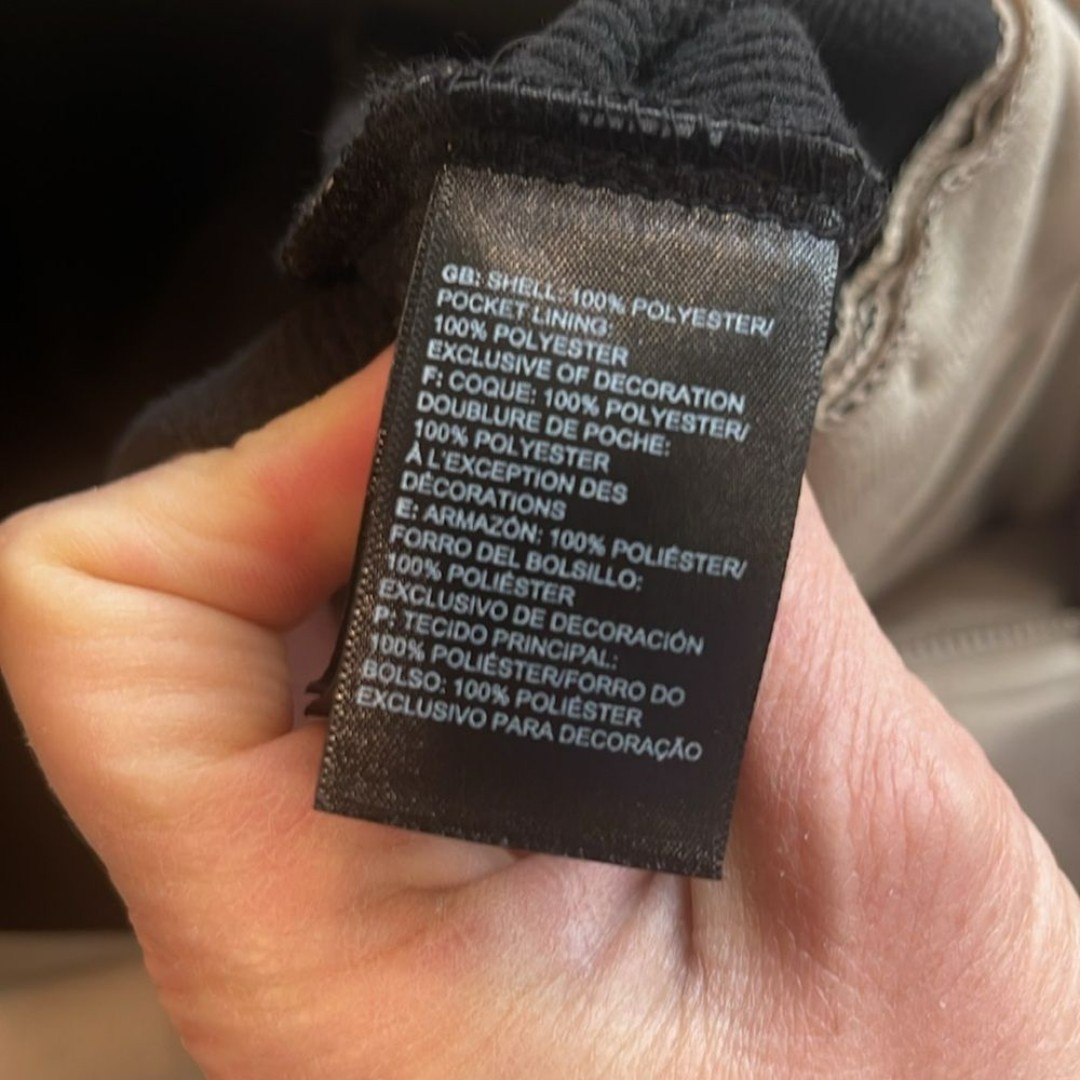 GB: SHELL: 100% POLYESTER/
POCKET LINING:
100% POLYESTER
EXCLUSIVE OF DECORATION
F: COQUE: 100% POLYESTER/
DOUBLURE DE POCHE:
100% POLYESTER
À L'EXCEPTION DES
DÉCORATIONS
E: ARMAZÓN: 100% POLIÉSTER/
FORRO DEL BOLSILLO:
100% POLIÉSTER
EXCLUSIVO DE DECORACIÓN
P: TECIDO PRINCIPAL:
100% POLIÉSTER/FORRO DO
BOLSO: 100% POLIÉSTER
EXCLUSIVO PARA DECORAÇÃO